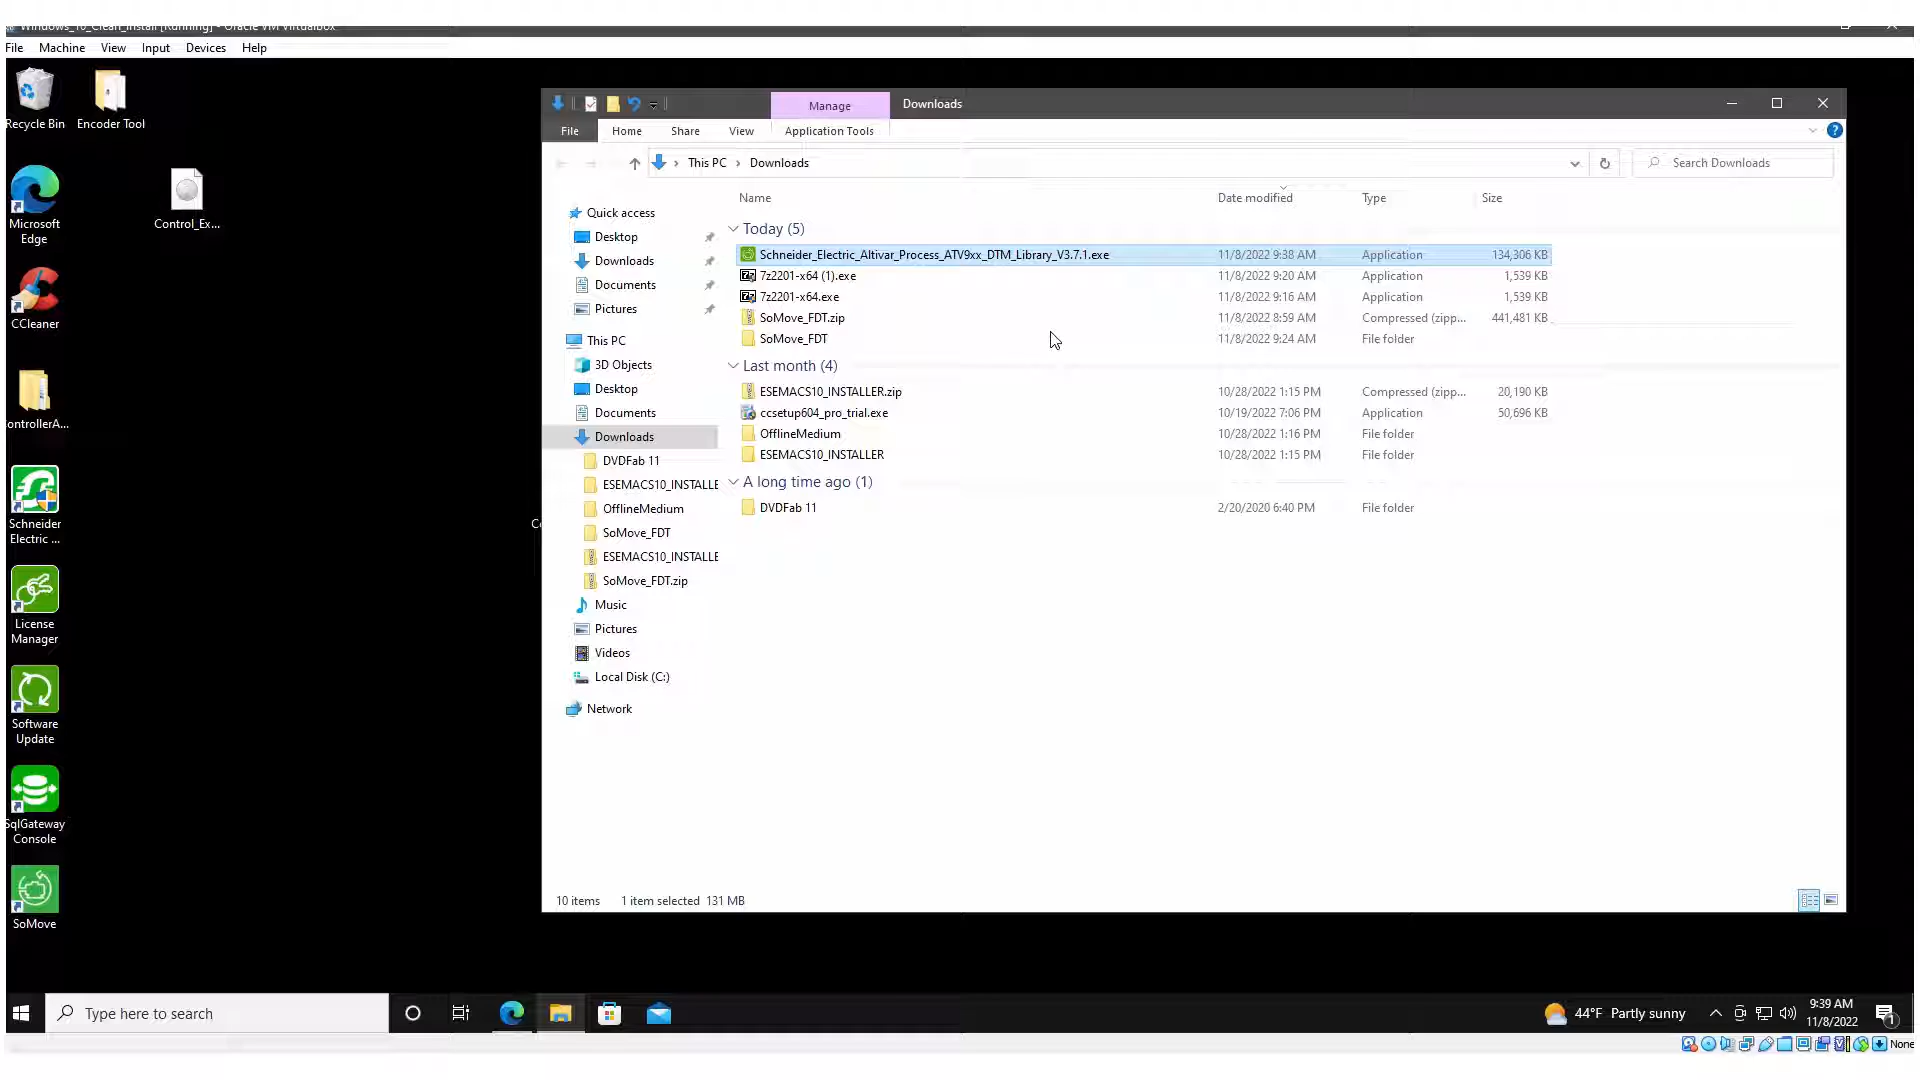 Windows_10_Clean_Install [Running] - Oracle VM VirtualBox
File Machine View Input Devices Help
Recycle Bin
Encoder Tool
Microsoft
Edge
Control_Ex...
CCleaner
ontrollerA...
Schneider
Electric ...
License
Manager
Software
Update
SqlGateway
Console
SoMove
Co
Manage
Downloads
File
Home
Share
View
Application Tools
This PC
Downloads
Search Downloads
Name
Date modified
Type
Size
Quick access
Desktop
Downloads
Documents
Pictures
This PC
3D Objects
Desktop
Documents
Downloads
DVDFab 11
ESEMACS10_INSTALLE
OfflineMedium
SoMove_FDT
ESEMACS10_INSTALLE
SoMove_FDT.zip
Music
Pictures
Videos
Local Disk (C:)
Network
Today (5)
Schneider_Electric_Altivar_Process_ATV9xx_DTM_Library_V3.7.1.exe 11/8/2022 9:38 AM Application 134,306 KB
7z2201-x64 (1).exe 11/8/2022 9:20 AM Application 1,539 KB
7z2201-x64.exe 11/8/2022 9:16 AM Application 1,539 KB
SoMove_FDT.zip 11/8/2022 8:59 AM Compressed (zipp... 441,481 KB
SoMove_FDT 11/8/2022 9:24 AM File folder
Last month (4)
ESEMACS10_INSTALLER.zip 10/28/2022 1:15 PM Compressed (zipp... 20,190 KB
ccsetup604_pro_trial.exe 10/19/2022 7:06 PM Application 50,696 KB
OfflineMedium 10/28/2022 1:16 PM File folder
ESEMACS10_INSTALLER 10/28/2022 1:15 PM File folder
A long time ago (1)
DVDFab 11 2/20/2020 6:40 PM File folder
10 items 1 item selected 131 MB
Type here to search
44°F Partly sunny
9:39 AM
11/8/2022
1
None